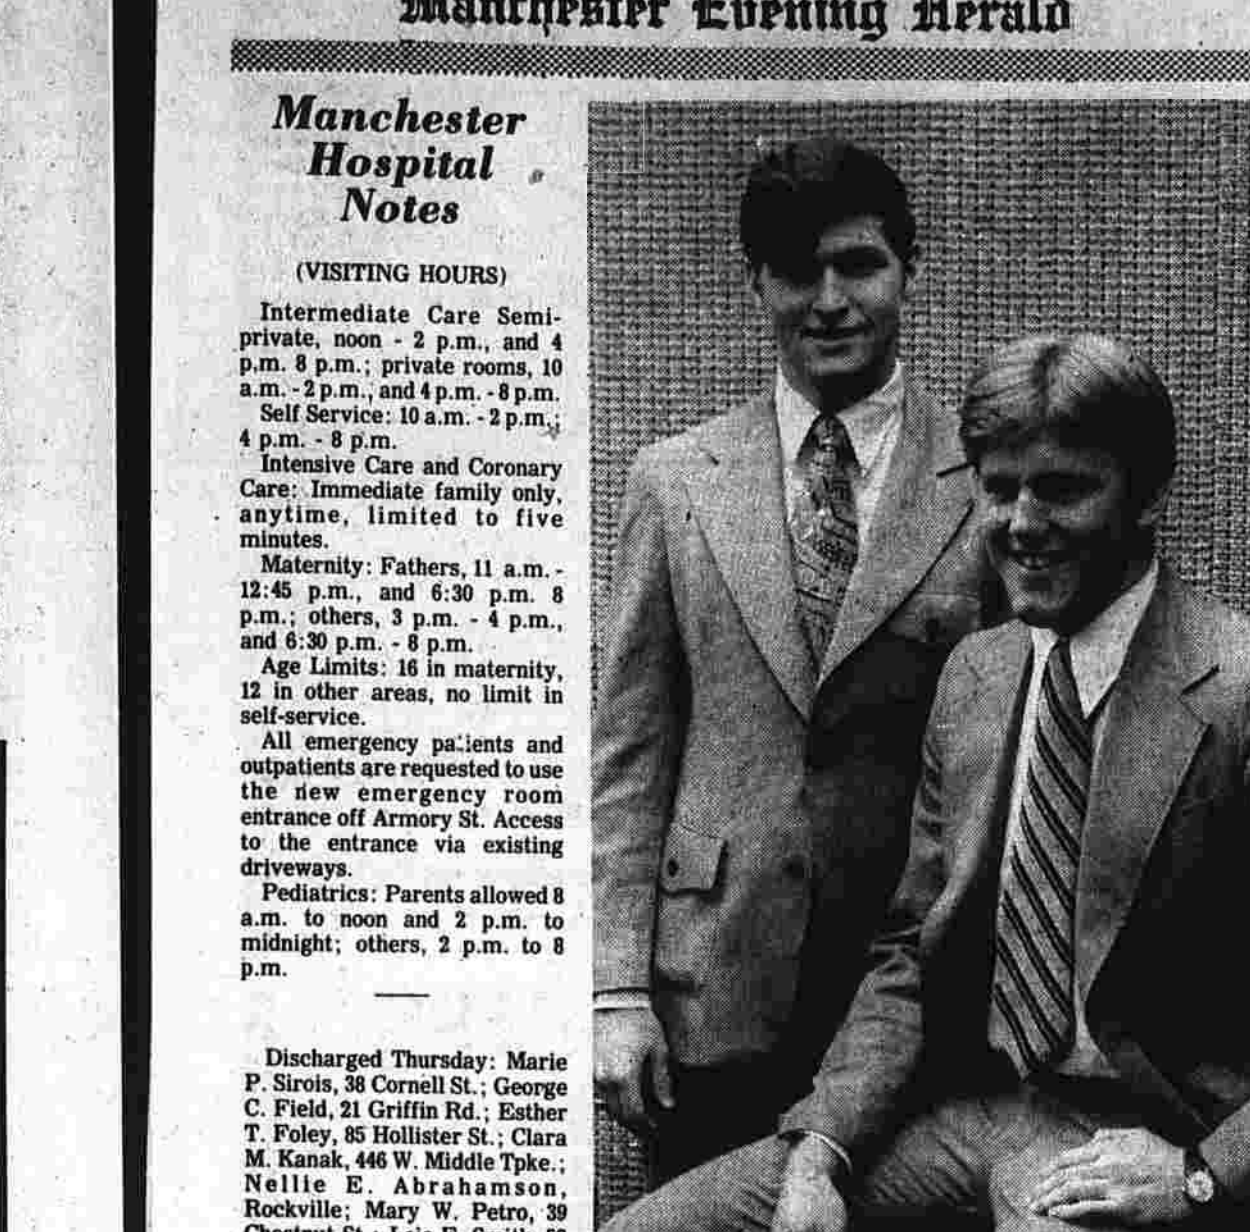 Manchester Evening Herald
Manchester
Hospital
Notes
(VISITING HOURS)
Intermediate Care Semi-
private, noon - 2 p.m., and 4
p.m. 8 p.m.; private rooms, 10
a.m. - 2 p.m., and 4 p.m. - 8 p.m.
Self Service: 10 a.m. - 2 p.m.;
4 p.m. - 8 p.m.
Intensive Care and Coronary
Care: Immediate family only,
anytime, limited to five
minutes.
Maternity: Fathers, 11 a.m. -
12:45 p.m., and 6:30 p.m. 8
p.m.; others, 3 p.m. - 4 p.m.,
and 6:30 p.m. - 8 p.m.
Age Limits: 16 in maternity,
12 in other areas, no limit in
self-service.
All emergency patients and
outpatients are requested to use
the new emergency room
entrance off Armory St. Access
to the entrance via existing
driveways.
Pediatrics: Parents allowed 8
a.m. to noon and 2 p.m. to
midnight; others, 2 p.m. to 8
p.m.
Discharged Thursday: Marie
P. Sirois, 38 Cornell St.; George
C. Field, 21 Griffin Rd.; Esther
T. Foley, 85 Hollister St.; Clara
M. Kanak, 446 W. Middle Tpke.;
Nellie E. Abrahamson,
Rockville; Mary W. Petro, 39